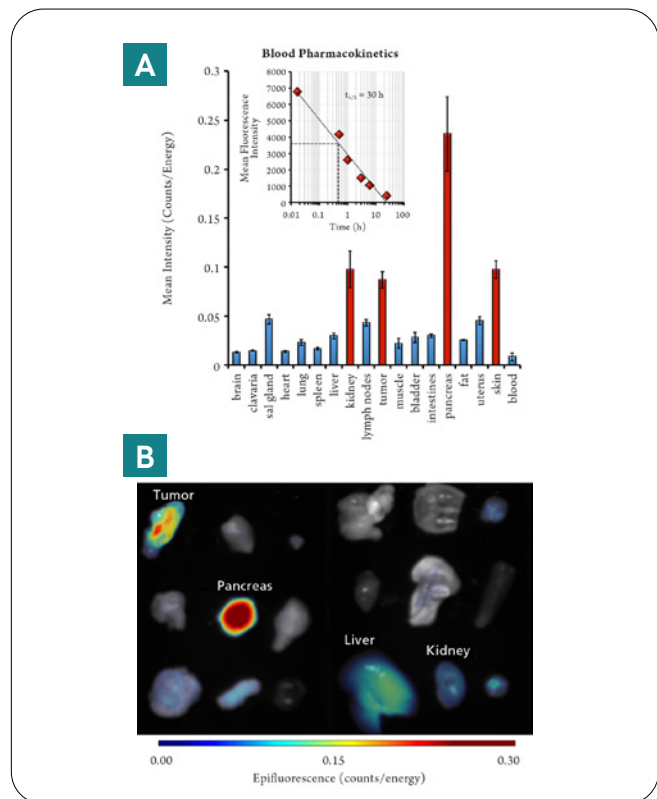 A
Blood Pharmacokinetics
0.3
0.25
0.2
0.15
0.1
0.05
0
Mean Intensity (Counts/Energy)
8000
7000
6000
5000
4000
3000
2000
1000
0
Mean Fluorescence
Intensity
t1/2 = 30 h
0.01 0.1 1 10 100
Time (h)
brain
clavaria
sal gland
heart
lung
spleen
liver
kidney
lymph nodes
tumor
muscle
bladder
intestines
pancreas
fat
uterus
skin
blood
B
Tumor
Pancreas
Liver
Kidney
0.00 0.15 0.30
Epifluorescence (counts/energy)